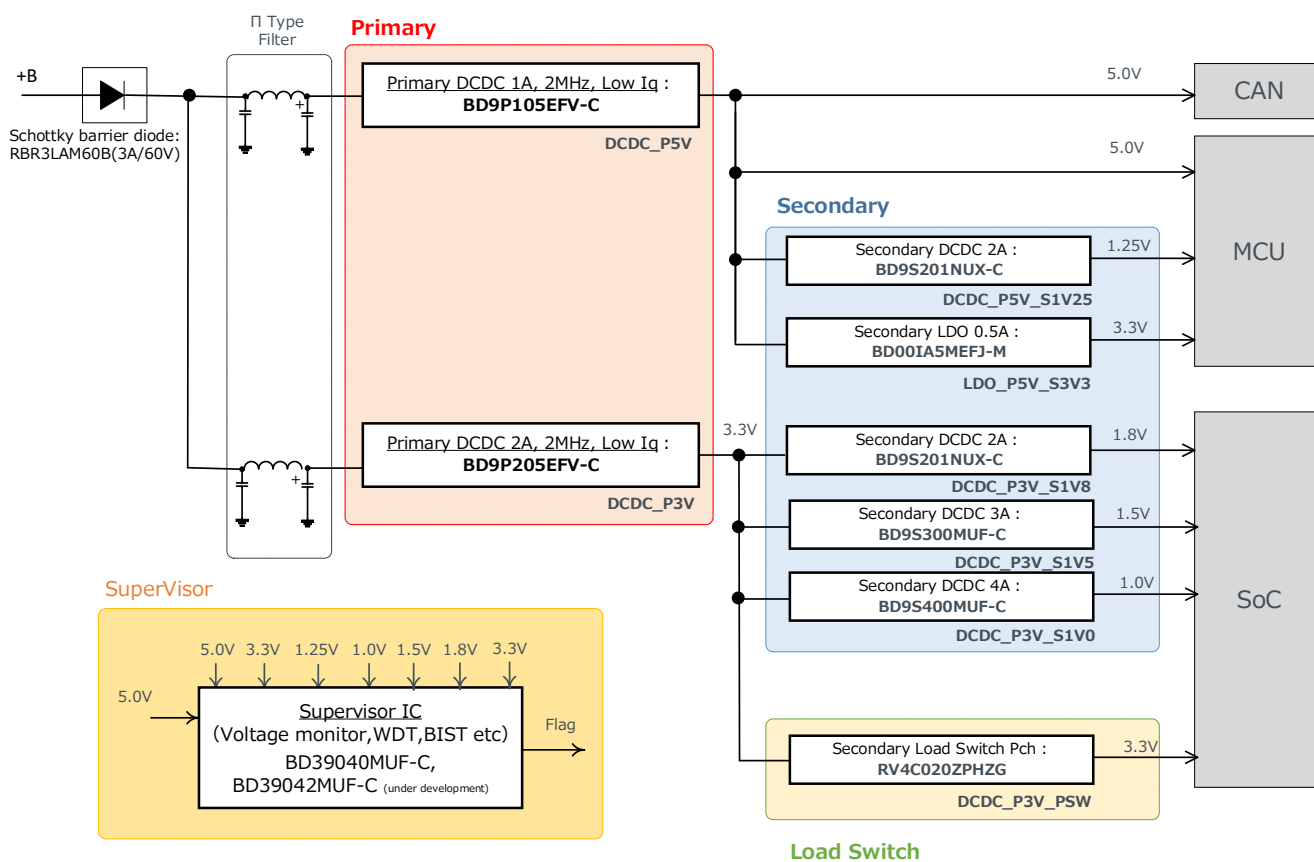 Π Type
Filter
Primary
+B
Schottky barrier diode:
RBR3LAM60B(3A/60V)
Primary DCDC 1A, 2MHz, Low Iq :
BD9P105EFV-C
DCDC_P5V
5.0V
CAN
5.0V
MCU
Secondary
Secondary DCDC 2A :
BD9S201NUX-C
1.25V
DCDC_P5V_S1V25
Secondary LDO 0.5A :
BD00IA5MEFJ-M
3.3V
LDO_P5V_S3V3
Primary DCDC 2A, 2MHz, Low Iq :
BD9P205EFV-C
DCDC_P3V
3.3V
Secondary DCDC 2A :
BD9S201NUX-C
1.8V
DCDC_P3V_S1V8
Secondary DCDC 3A :
BD9S300MUF-C
1.5V
DCDC_P3V_S1V5
Secondary DCDC 4A :
BD9S400MUF-C
1.0V
DCDC_P3V_S1V0
SoC
Secondary Load Switch Pch :
RV4C020ZPHZG
3.3V
DCDC_P3V_PSW
Load Switch
SuperVisor
5.0V 3.3V 1.25V 1.0V 1.5V 1.8V 3.3V
5.0V
Supervisor IC
(Voltage monitor,WDT,BIST etc)
BD39040MUF-C,
BD39042MUF-C (under development)
Flag
+
+